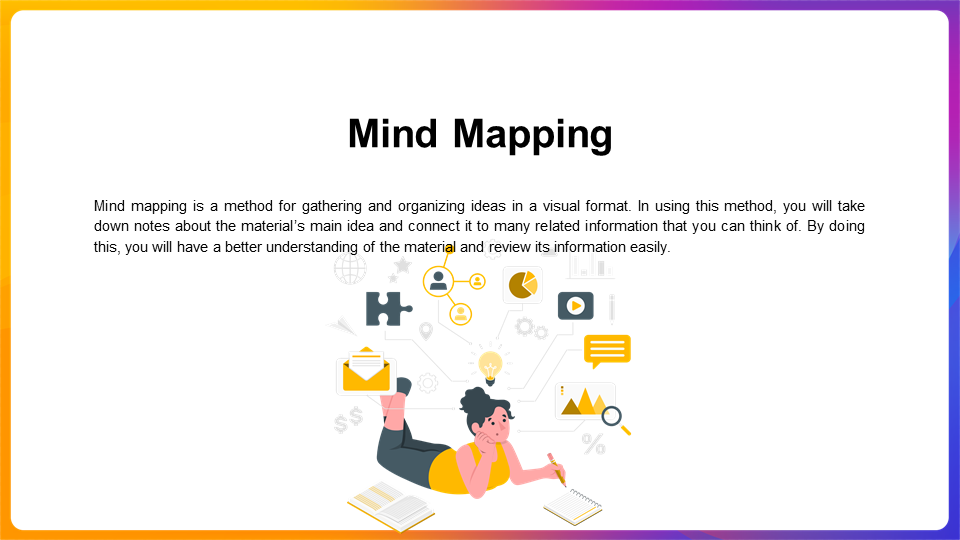 Mind Mapping
Mind mapping is a method for gathering and organizing ideas in a visual format. In using this method, you will take
down notes about the material’s main idea and connect it to many related information that you can think of. By doing
this, you will have a better understanding of the material and review its information easily.
$$
%